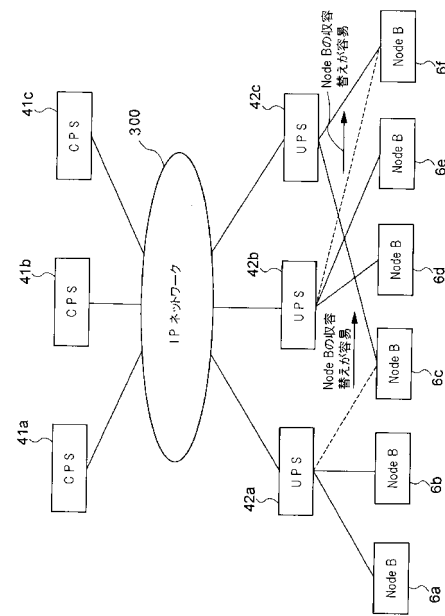 41a
41b
41c
CPS
CPS
CPS
300
IPネットワーク
42a
42b
42c
UPS
UPS
UPS
Node Bの収容
替えが容易
Node Bの収容
替えが容易
Node B
Node B
Node B
Node B
Node B
Node B
6a
6b
6c
6d
6e
6f